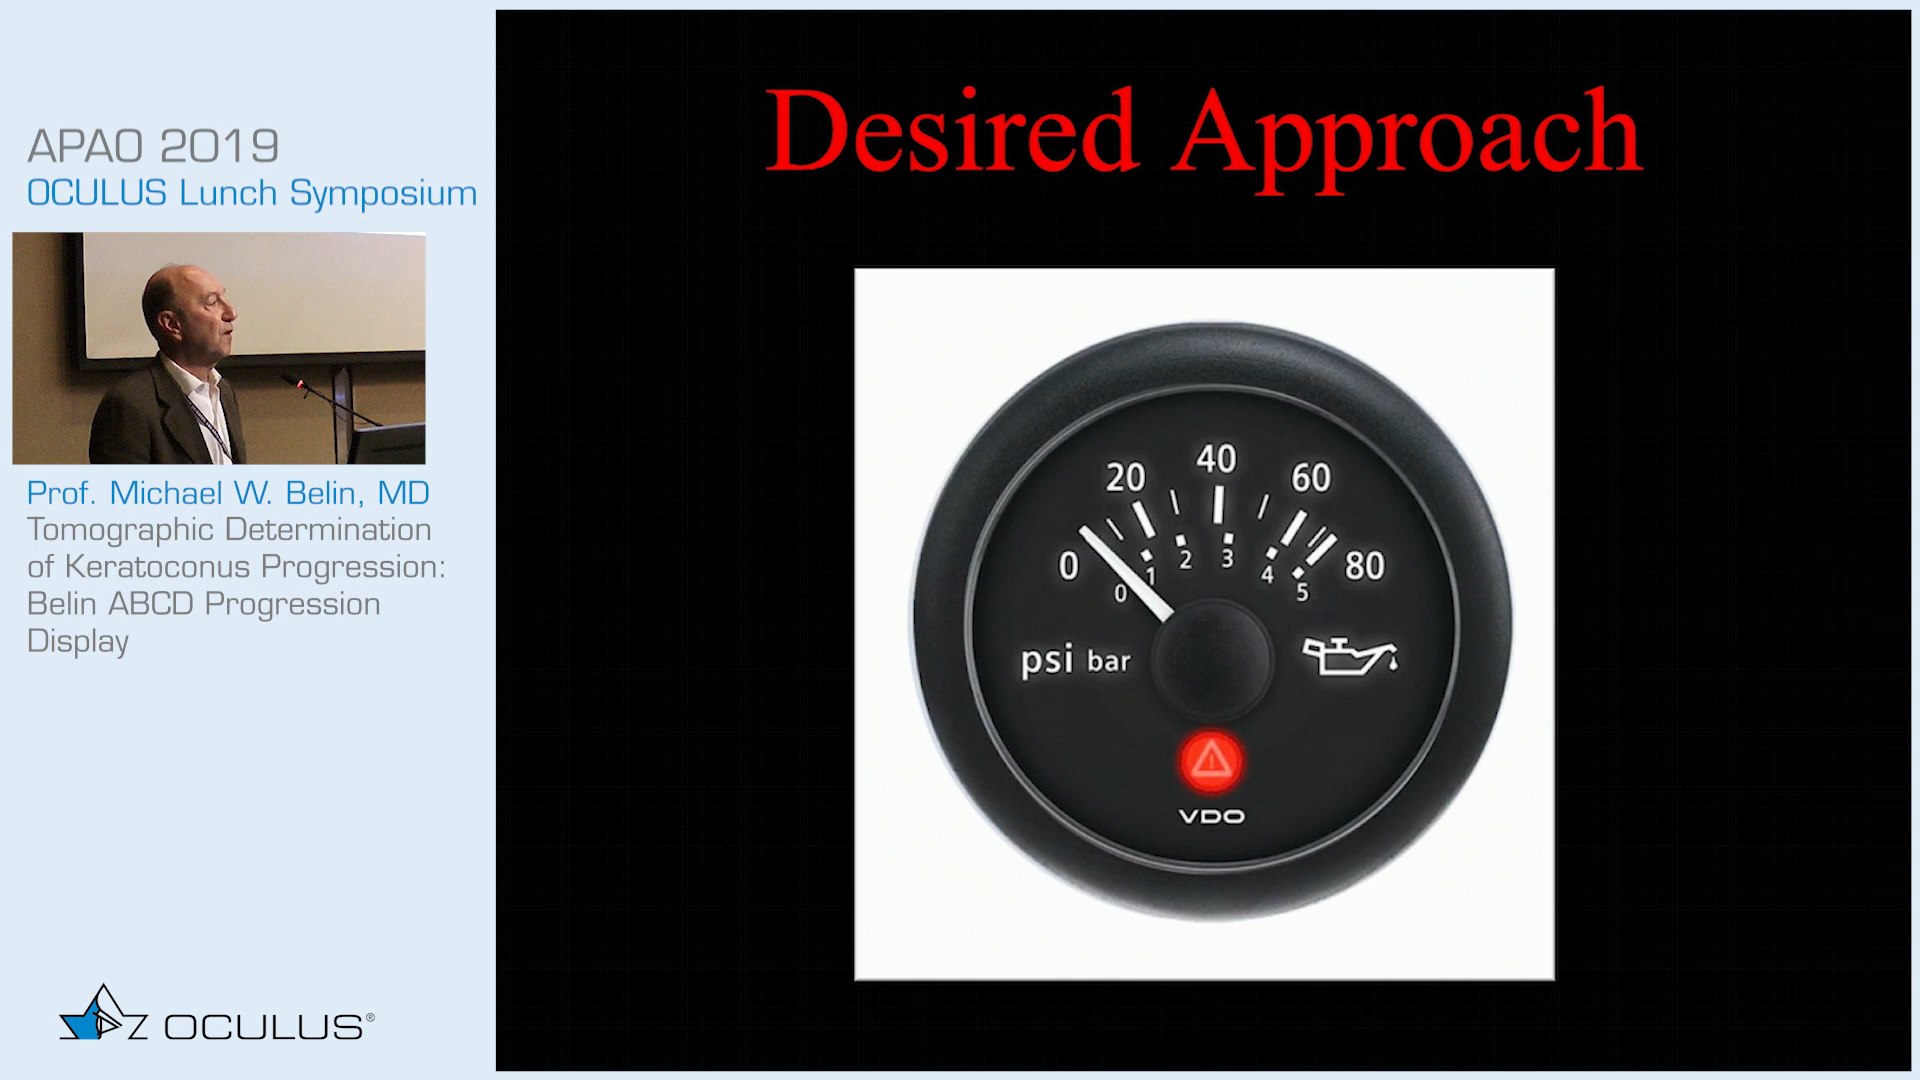 APAO 2019
OCULUS Lunch Symposium
Prof. Michael W. Belin, MD
Tomographic Determination
of Keratoconus Progression:
Belin ABCD Progression
Display
OCULUS®
Desired Approach
0 20 40 60 80
0 1 2 3 4 5
psi bar
VDO